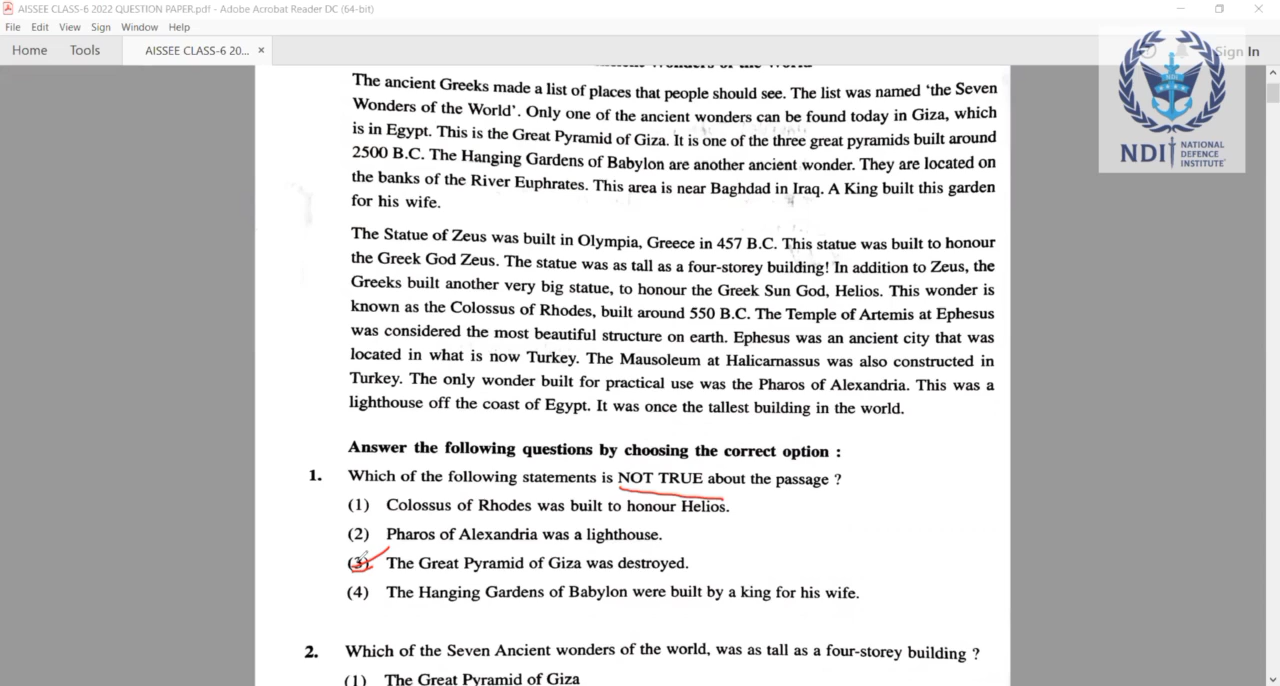 AISSEE CLASS-6 2022 QUESTION PAPER.pdf - Adobe Acrobat Reader DC (64-bit)
File Edit View Sign Window Help
Home Tools AISSEE CLASS-6 20... × Sign In
NDI NATIONAL DEFENCE INSTITUTE
The ancient Greeks made a list of places that people should see. The list was named 'the Seven
Wonders of the World'. Only one of the ancient wonders can be found today in Giza, which
is in Egypt. This is the Great Pyramid of Giza. It is one of the three great pyramids built around
2500 B.C. The Hanging Gardens of Babylon are another ancient wonder. They are located on
the banks of the River Euphrates. This area is near Baghdad in Iraq. A King built this garden
for his wife.
The Statue of Zeus was built in Olympia, Greece in 457 B.C. This statue was built to honour
the Greek God Zeus. The statue was as tall as a four-storey building! In addition to Zeus, the
Greeks built another very big statue, to honour the Greek Sun God, Helios. This wonder is
known as the Colossus of Rhodes, built around 550 B.C. The Temple of Artemis at Ephesus
was considered the most beautiful structure on earth. Ephesus was an ancient city that was
located in what is now Turkey. The Mausoleum at Halicarnassus was also constructed in
Turkey. The only wonder built for practical use was the Pharos of Alexandria. This was a
lighthouse off the coast of Egypt. It was once the tallest building in the world.
Answer the following questions by choosing the correct option :
1. Which of the following statements is NOT TRUE about the passage ?
(1) Colossus of Rhodes was built to honour Helios.
(2) Pharos of Alexandria was a lighthouse.
(3) The Great Pyramid of Giza was destroyed.
(4) The Hanging Gardens of Babylon were built by a king for his wife.
2. Which of the Seven Ancient wonders of the world, was as tall as a four-storey building ?
(1) The Great Pyramid of Giza